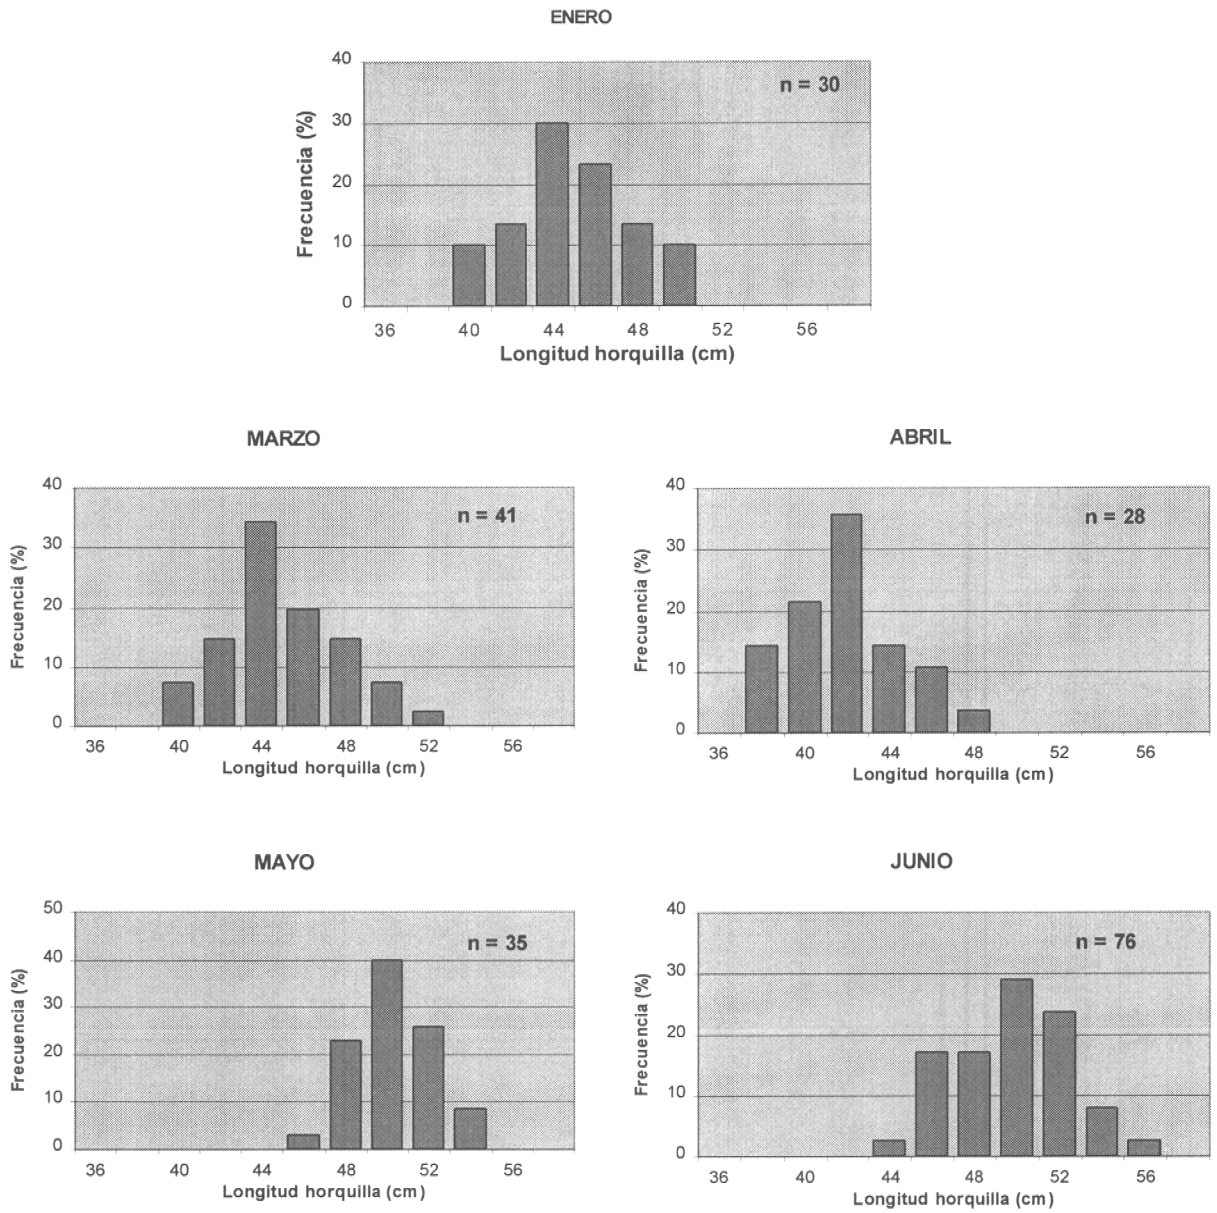 ENERO
40
n = 30
30
20
10
0
Frecuencia (%)
36 40 44 48 52 56
Longitud horquilla (cm)
MARZO
40
n = 41
30
20
10
0
Frecuencia (%)
36 40 44 48 52 56
Longitud horquilla (cm)
ABRIL
40
n = 28
30
20
10
0
Frecuencia (%)
36 40 44 48 52 56
Longitud horquilla (cm)
MAYO
50
n = 35
40
30
20
10
0
Frecuencia (%)
36 40 44 48 52 56
Longitud horquilla (cm)
JUNIO
40
n = 76
30
20
10
0
Frecuencia (%)
36 40 44 48 52 56
Longitud horquilla (cm)